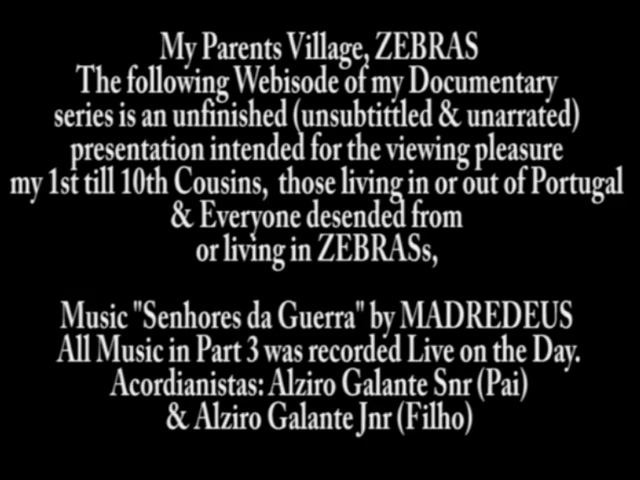 My Parents Village, ZEBRAS
The following Webisode of my Documentary
series is an unfinished (unsubtittled & unarrated)
presentation intended for the viewing pleasure
my 1st till 10th Cousins, those living in or out of Portugal
& Everyone desended from
or living in ZEBRASs,
Music "Senhores da Guerra" by MADREDEUS
All Music in Part 3 was recorded Live on the Day.
Acordianistas: Alziro Galante Snr (Pai)
& Alziro Galante Jnr (Filho)